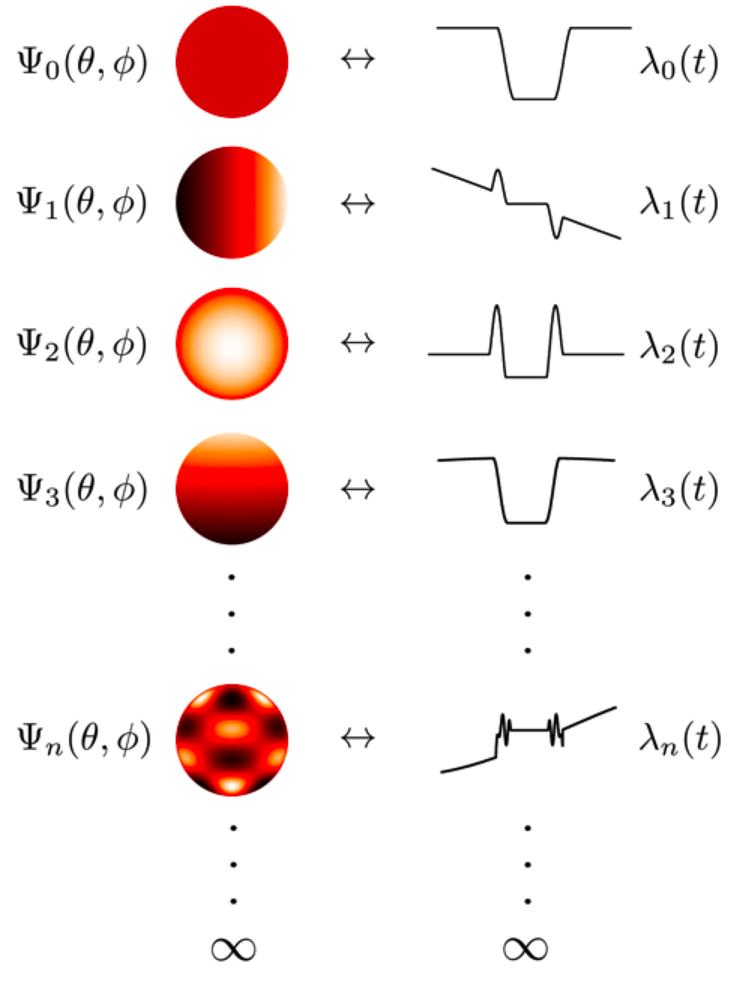 Ψ₀(θ, ϕ) ↔ λ₀(t)
Ψ₁(θ, ϕ) ↔ λ₁(t)
Ψ₂(θ, ϕ) ↔ λ₂(t)
Ψ₃(θ, ϕ) ↔ λ₃(t)
Ψₙ(θ, ϕ) ↔ λₙ(t)
∞ ∞